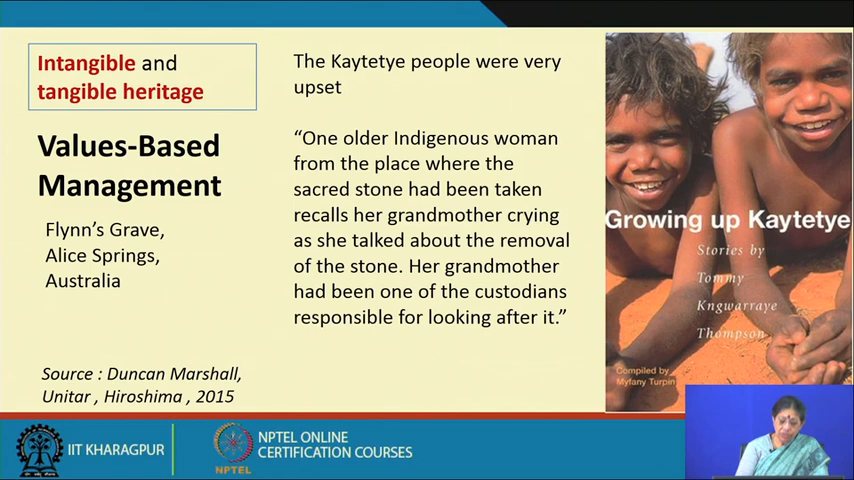 Intangible and
tangible heritage
Values-Based
Management
Flynn's Grave,
Alice Springs,
Australia
Source : Duncan Marshall,
Unitar , Hiroshima , 2015
The Kaytetye people were very
upset
“One older Indigenous woman
from the place where the
sacred stone had been taken
recalls her grandmother crying
as she talked about the removal
of the stone. Her grandmother
had been one of the custodians
responsible for looking after it.”
Growing up Kaytetye
Stories by
Tommy
Kngwarraye
Thompson
Compiled by
Myfany Turpin
IIT KHARAGPUR
NPTEL
NPTEL ONLINE
CERTIFICATION COURSES